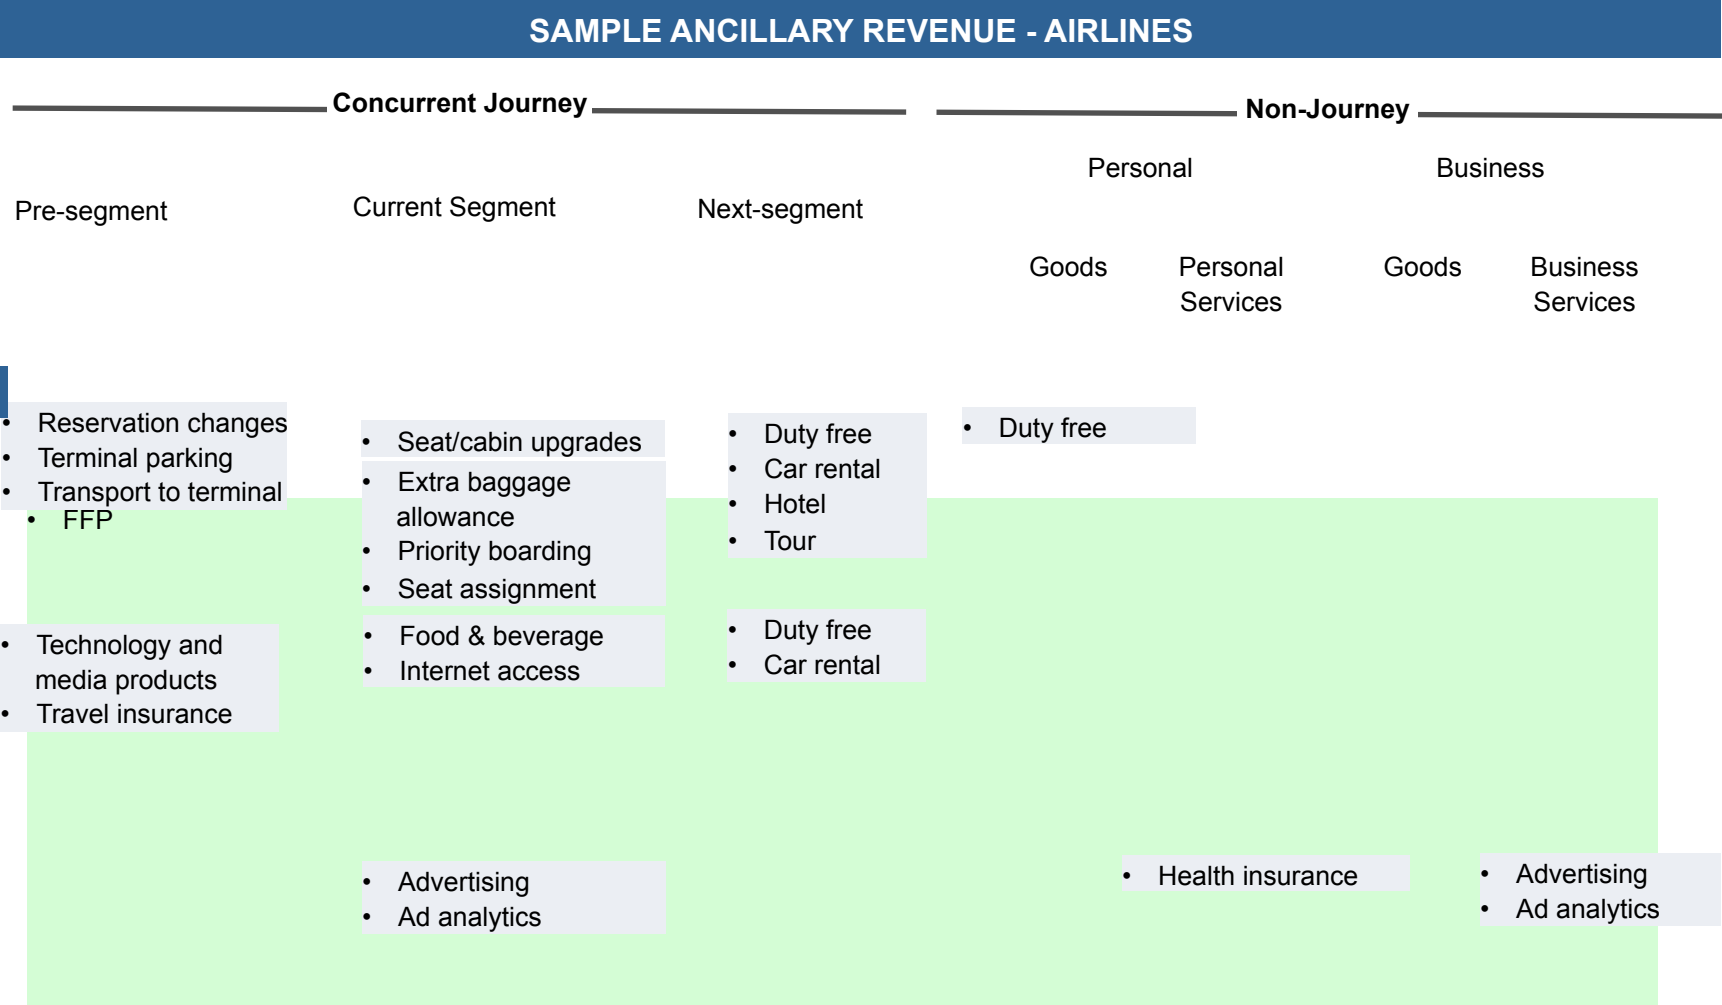 SAMPLE ANCILLARY REVENUE - AIRLINES
Concurrent Journey
Non-Journey
Personal
Business
Pre-segment
Current Segment
Next-segment
Goods
Personal
Services
Goods
Business
Services
• Reservation changes
• Terminal parking
• Transport to terminal
• FFP
• Seat/cabin upgrades
• Extra baggage
allowance
• Priority boarding
• Seat assignment
• Duty free
• Car rental
• Hotel
• Tour
• Duty free
• Technology and
media products
• Travel insurance
• Food & beverage
• Internet access
• Duty free
• Car rental
• Advertising
• Ad analytics
• Health insurance
• Advertising
• Ad analytics